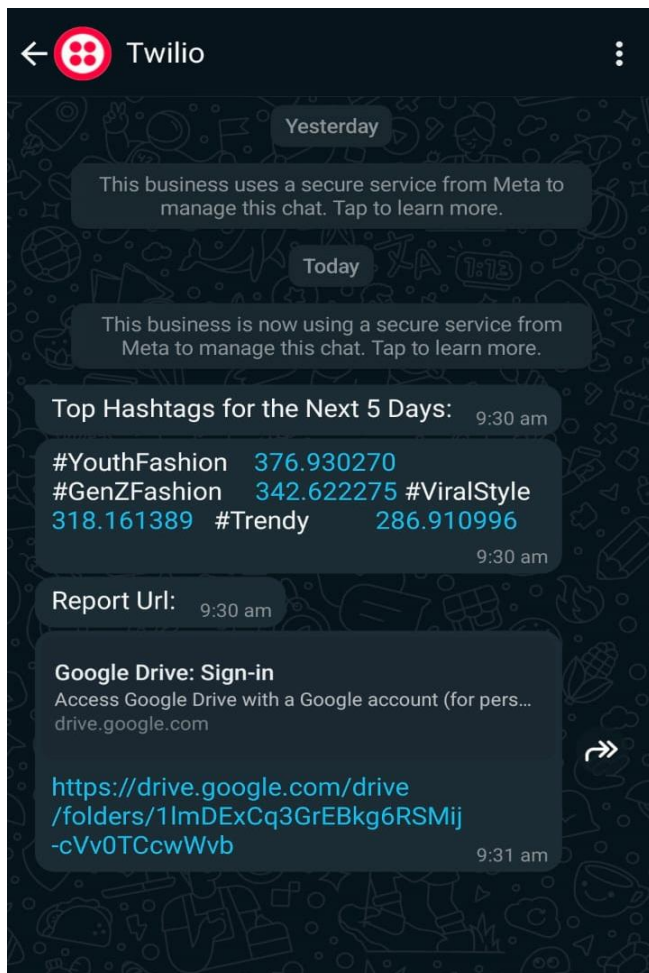 Twilio
Yesterday
This business uses a secure service from Meta to
manage this chat. Tap to learn more.
Today
This business is now using a secure service from
Meta to manage this chat. Tap to learn more.
Top Hashtags for the Next 5 Days: 9:30 am
#YouthFashion 376.930270
#GenZFashion 342.622275 #ViralStyle
318.161389 #Trendy 286.910996
9:30 am
Report Url: 9:30 am
Google Drive: Sign-in
Access Google Drive with a Google account (for pers...
drive.google.com
https://drive.google.com/drive
/folders/1lmDExCq3GrEBkg6RSMij
-cVv0TCcwWvb
9:31 am